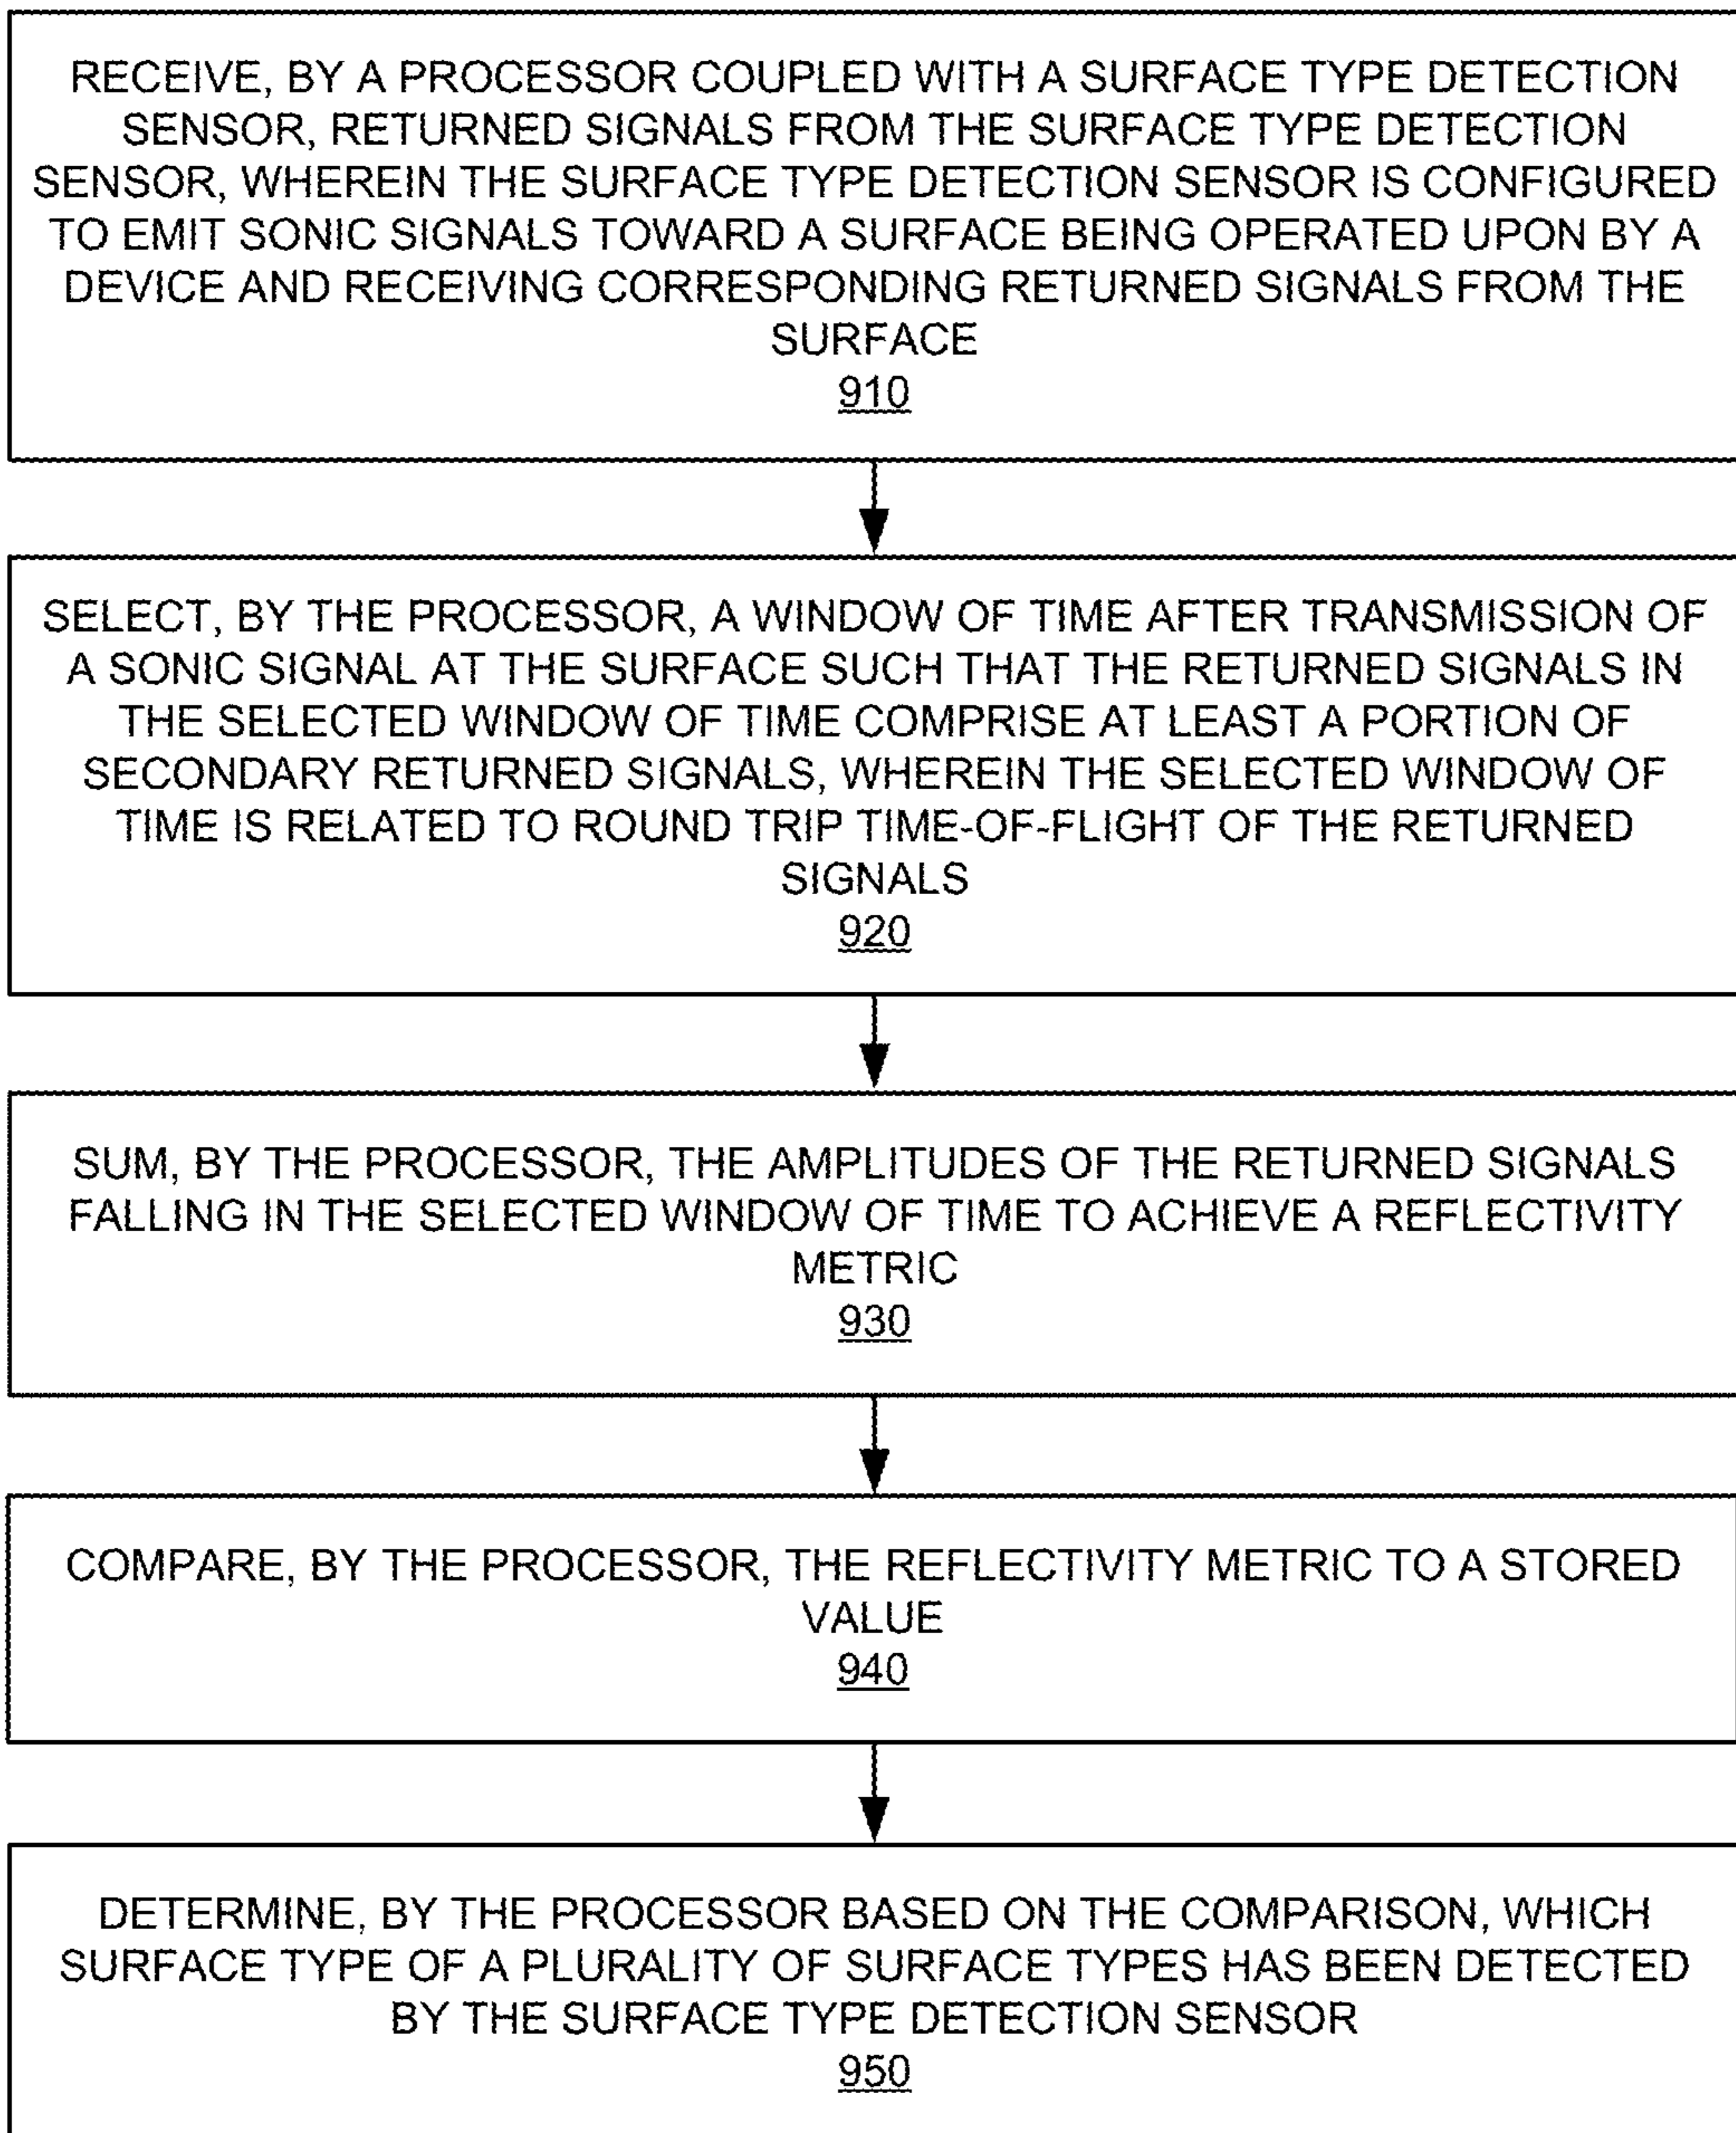 RECEIVE, BY A PROCESSOR COUPLED WITH A SURFACE TYPE DETECTION
SENSOR, RETURNED SIGNALS FROM THE SURFACE TYPE DETECTION
SENSOR, WHEREIN THE SURFACE TYPE DETECTION SENSOR IS CONFIGURED
TO EMIT SONIC SIGNALS TOWARD A SURFACE BEING OPERATED UPON BY A
DEVICE AND RECEIVING CORRESPONDING RETURNED SIGNALS FROM THE
SURFACE
910
SELECT, BY THE PROCESSOR, A WINDOW OF TIME AFTER TRANSMISSION OF
A SONIC SIGNAL AT THE SURFACE SUCH THAT THE RETURNED SIGNALS IN
THE SELECTED WINDOW OF TIME COMPRISE AT LEAST A PORTION OF
SECONDARY RETURNED SIGNALS, WHEREIN THE SELECTED WINDOW OF
TIME IS RELATED TO ROUND TRIP TIME-OF-FLIGHT OF THE RETURNED
SIGNALS
920
SUM, BY THE PROCESSOR, THE AMPLITUDES OF THE RETURNED SIGNALS
FALLING IN THE SELECTED WINDOW OF TIME TO ACHIEVE A REFLECTIVITY
METRIC
930
COMPARE, BY THE PROCESSOR, THE REFLECTIVITY METRIC TO A STORED
VALUE
940
DETERMINE, BY THE PROCESSOR BASED ON THE COMPARISON, WHICH
SURFACE TYPE OF A PLURALITY OF SURFACE TYPES HAS BEEN DETECTED
BY THE SURFACE TYPE DETECTION SENSOR
950